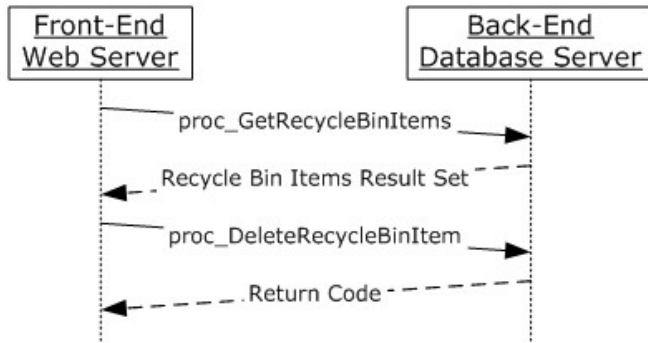 Front-End
Web Server
Back-End
Database Server
proc_GetRecycleBinItems
Recycle Bin Items Result Set
proc_DeleteRecycleBinItem
Return Code